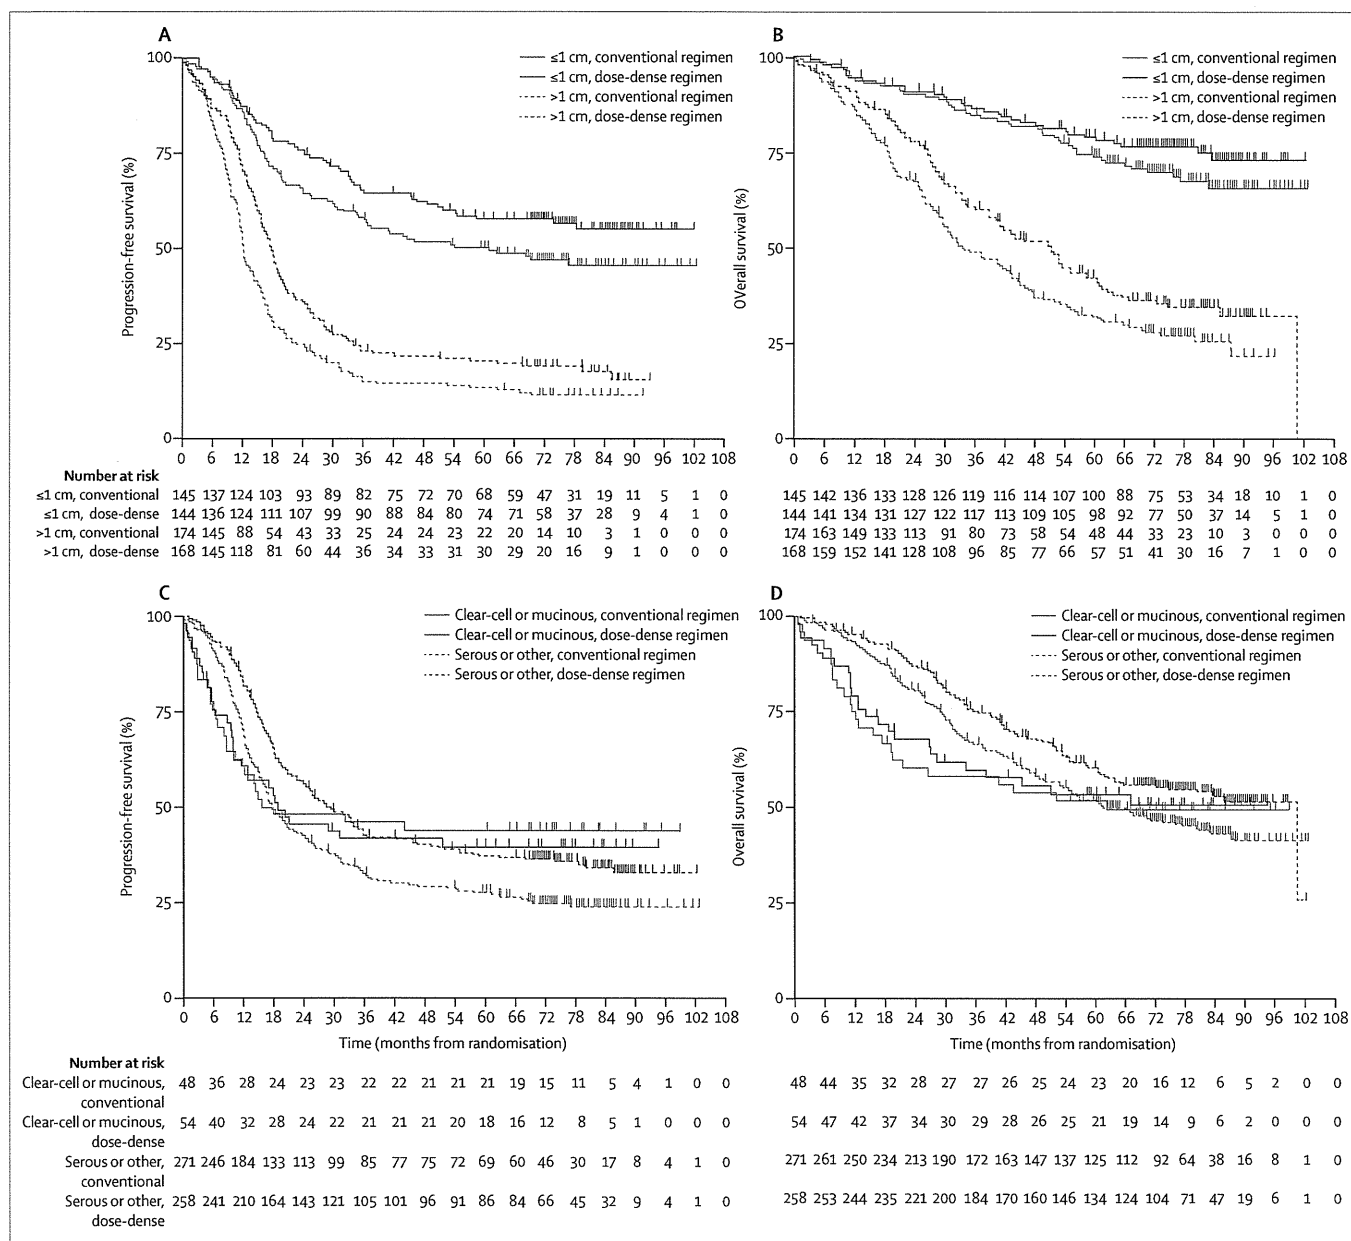 A
≤1 cm, conventional regimen
≤1 cm, dose-dense regimen
>1 cm, conventional regimen
>1 cm, dose-dense regimen
Progression-free survival (%)
100
75
50
25
0
0 6 12 18 24 30 36 42 48 54 60 66 72 78 84 90 96 102 108
B
≤1 cm, conventional regimen
≤1 cm, dose-dense regimen
>1 cm, conventional regimen
>1 cm, dose-dense regimen
OVerall survival (%)
100
75
50
25
0
0 6 12 18 24 30 36 42 48 54 60 66 72 78 84 90 96 102 108
Number at risk
≤1 cm, conventional 145 137 124 103 93 89 82 75 72 70 68 59 47 31 19 11 5 1 0 145 142 136 133 128 126 119 116 114 107 100 88 75 53 34 18 10 1 0
≤1 cm, dose-dense 144 136 124 111 107 99 90 88 84 80 74 71 58 37 28 9 4 1 0 144 141 134 131 127 122 117 113 109 105 98 92 77 50 37 14 5 1 0
>1 cm, conventional 174 145 88 54 43 33 25 24 24 23 22 20 14 10 3 1 0 0 0 174 163 149 133 113 91 80 73 58 54 48 44 33 23 10 3 0 0 0
>1 cm, dose-dense 168 145 118 81 60 44 36 34 33 31 30 29 20 16 9 1 0 0 0 168 159 152 141 128 108 96 85 77 66 57 51 41 30 16 7 1 0 0
C
Clear-cell or mucinous, conventional regimen
Clear-cell or mucinous, dose-dense regimen
Serous or other, conventional regimen
Serous or other, dose-dense regimen
Progression-free survival (%)
100
75
50
25
0
0 6 12 18 24 30 36 42 48 54 60 66 72 78 84 90 96 102 108
Time (months from randomisation)
D
Clear-cell or mucinous, conventional regimen
Clear-cell or mucinous, dose-dense regimen
Serous or other, conventional regimen
Serous or other, dose-dense regimen
Overall survival (%)
100
75
50
25
0
0 6 12 18 24 30 36 42 48 54 60 66 72 78 84 90 96 102 108
Time (months from randomisation)
Number at risk
Clear-cell or mucinous, 48 36 28 24 23 23 22 22 21 21 21 19 15 11 5 4 1 0 0 48 44 35 32 28 27 27 26 25 24 23 20 16 12 6 5 2 0 0
conventional
Clear-cell or mucinous, 54 40 32 28 24 22 21 21 21 20 18 16 12 8 5 1 0 0 0 54 47 42 37 34 30 29 28 26 25 21 19 14 9 6 2 0 0 0
dose-dense
Serous or other, 271 246 184 133 113 99 85 77 75 72 69 60 46 30 17 8 4 1 0 271 261 250 234 213 190 172 163 147 137 125 112 92 64 38 16 8 1 0
conventional
Serous or other, 258 241 210 164 143 121 105 101 96 91 86 84 66 45 32 9 4 1 0 258 253 244 235 221 200 184 170 160 146 134 124 104 71 47 19 6 1 0
dose-dense